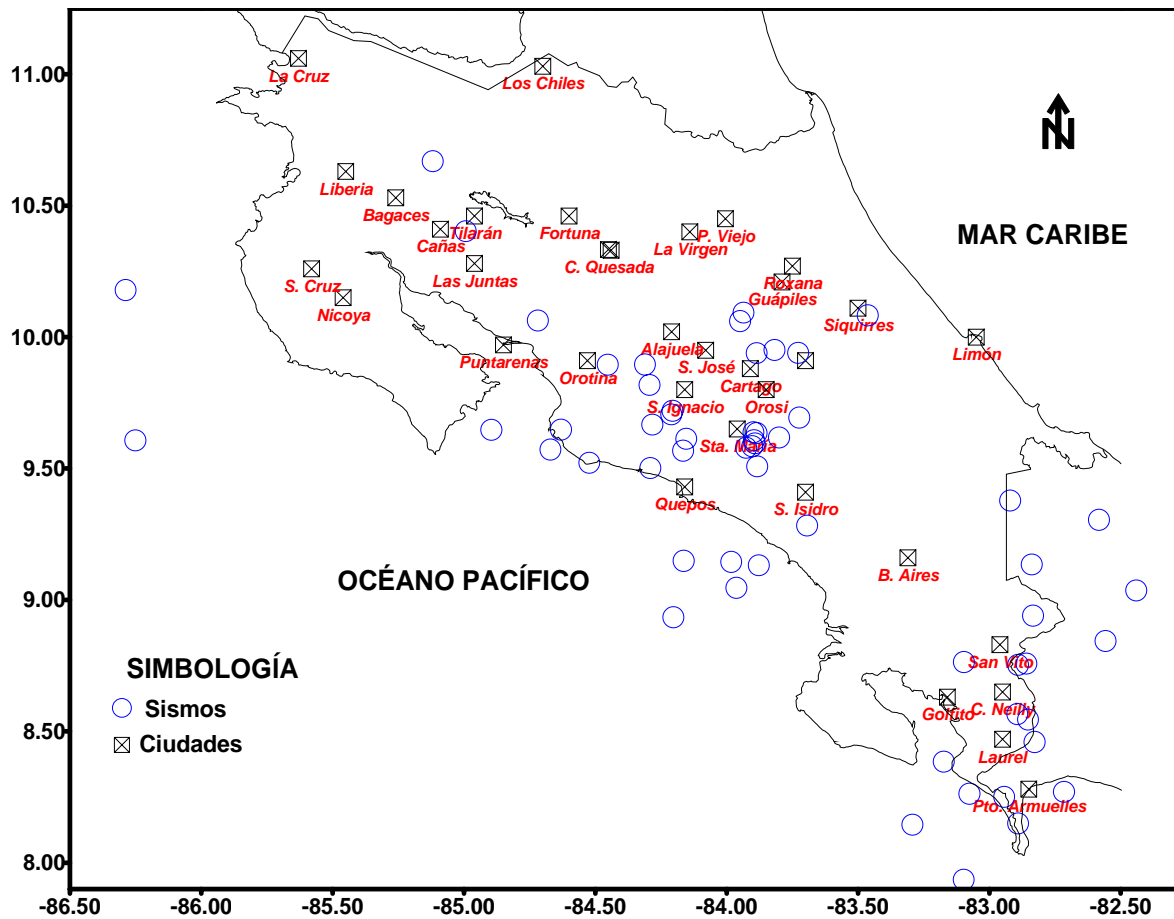 11.00
La Cruz
Los Chiles
N
10.50
Liberia
Bagaces
Tilarán
Fortuna
P. Viejo
MAR CARIBE
Cañas
La Virgen
C. Quesada
Las Juntas
Roxana
S. Cruz
Guápiles
Nicoya
Siquirres
10.00
Alajuela
Limón
Puntarenas
S. José
Orotina
Cartago
S. Ignacio
Orosi
9.50
Sta. María
Quepos
S. Isidro
OCÉANO PACÍFICO
B. Aires
9.00
SIMBOLOGÍA
San Vito
Sismos
Golfito
C. Neilly
8.50
Ciudades
Laurel
Pto. Armuelles
8.00
-86.50 -86.00 -85.50 -85.00 -84.50 -84.00 -83.50 -83.00 -82.50